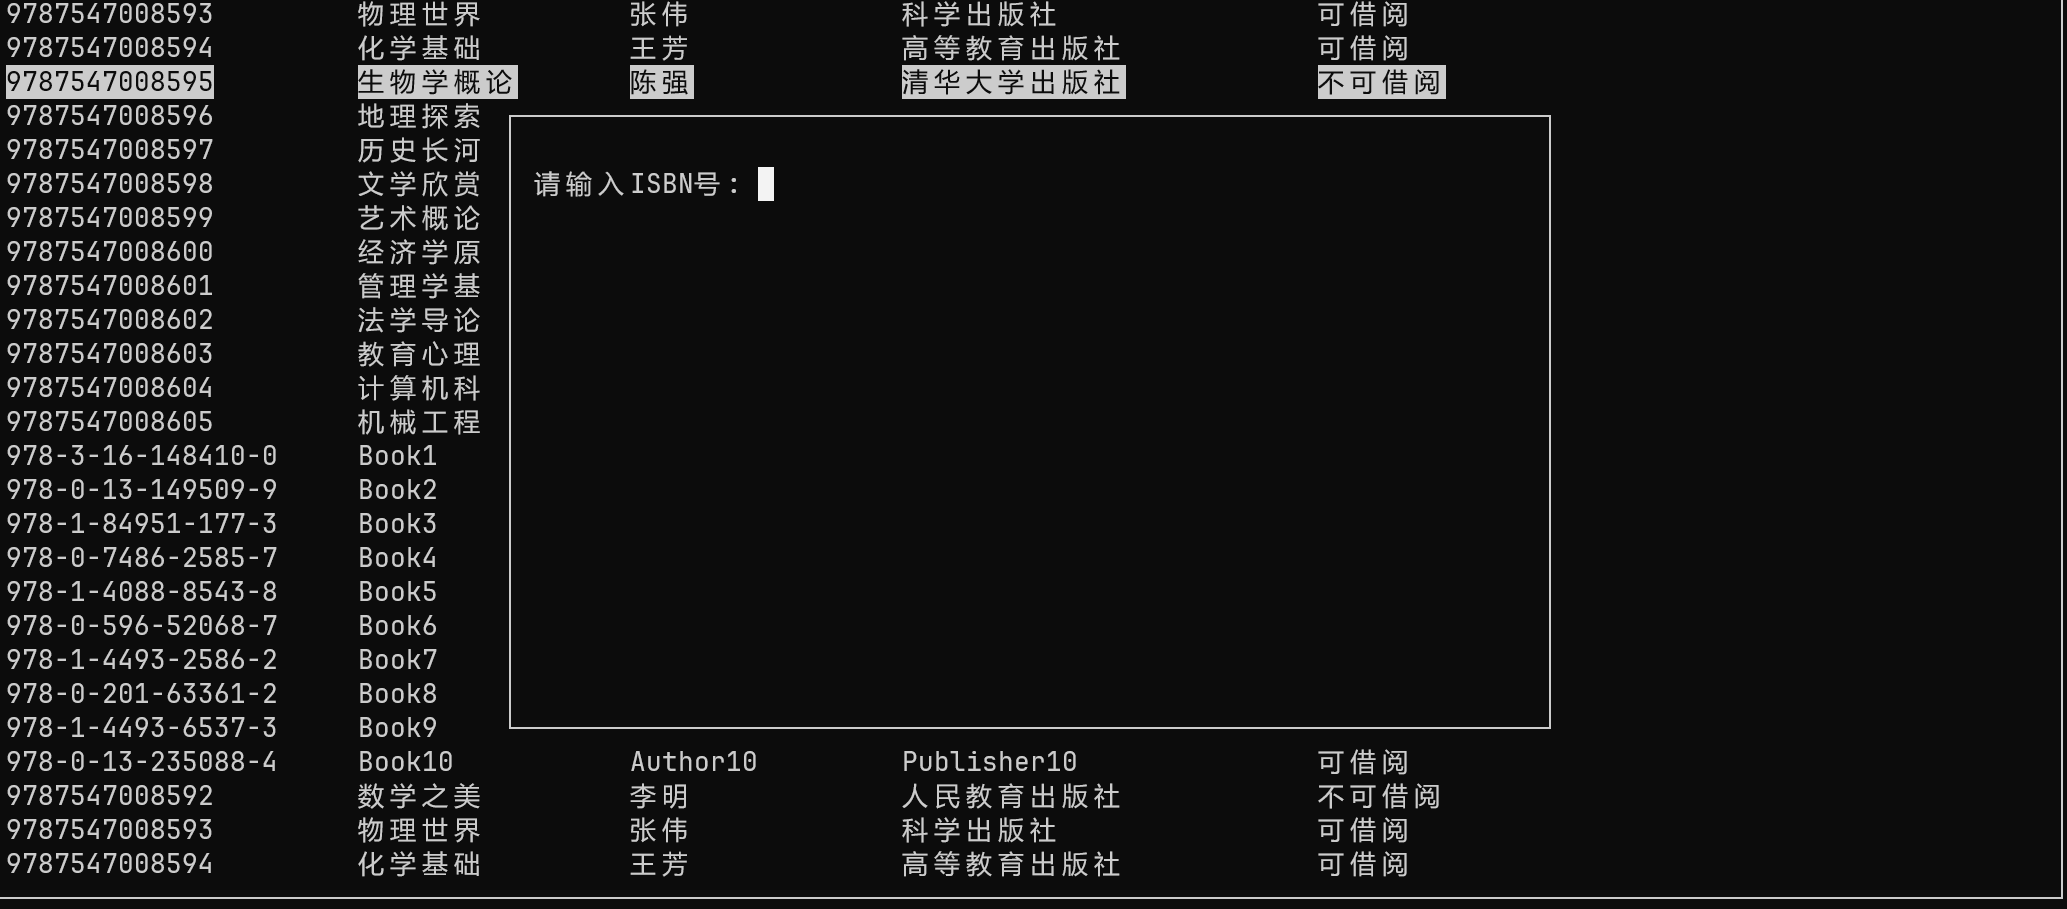 9787547008593 物理世界 张伟 科学出版社 可借阅
9787547008594 化学基础 王芳 高等教育出版社 可借阅
9787547008595 生物学概论 陈强 清华大学出版社 不可借阅
9787547008596 地理探索
9787547008597 历史长河
9787547008598 文学欣赏 请输入ISBN号:
9787547008599 艺术概论
9787547008600 经济学原
9787547008601 管理学基
9787547008602 法学导论
9787547008603 教育心理
9787547008604 计算机科
9787547008605 机械工程
978-3-16-148410-0 Book1
978-0-13-149509-9 Book2
978-1-84951-177-3 Book3
978-0-7486-2585-7 Book4
978-1-4088-8543-8 Book5
978-0-596-52068-7 Book6
978-1-4493-2586-2 Book7
978-0-201-63361-2 Book8
978-1-4493-6537-3 Book9
978-0-13-235088-4 Book10 Author10 Publisher10 可借阅
9787547008592 数学之美 李明 人民教育出版社 不可借阅
9787547008593 物理世界 张伟 科学出版社 可借阅
9787547008594 化学基础 王芳 高等教育出版社 可借阅